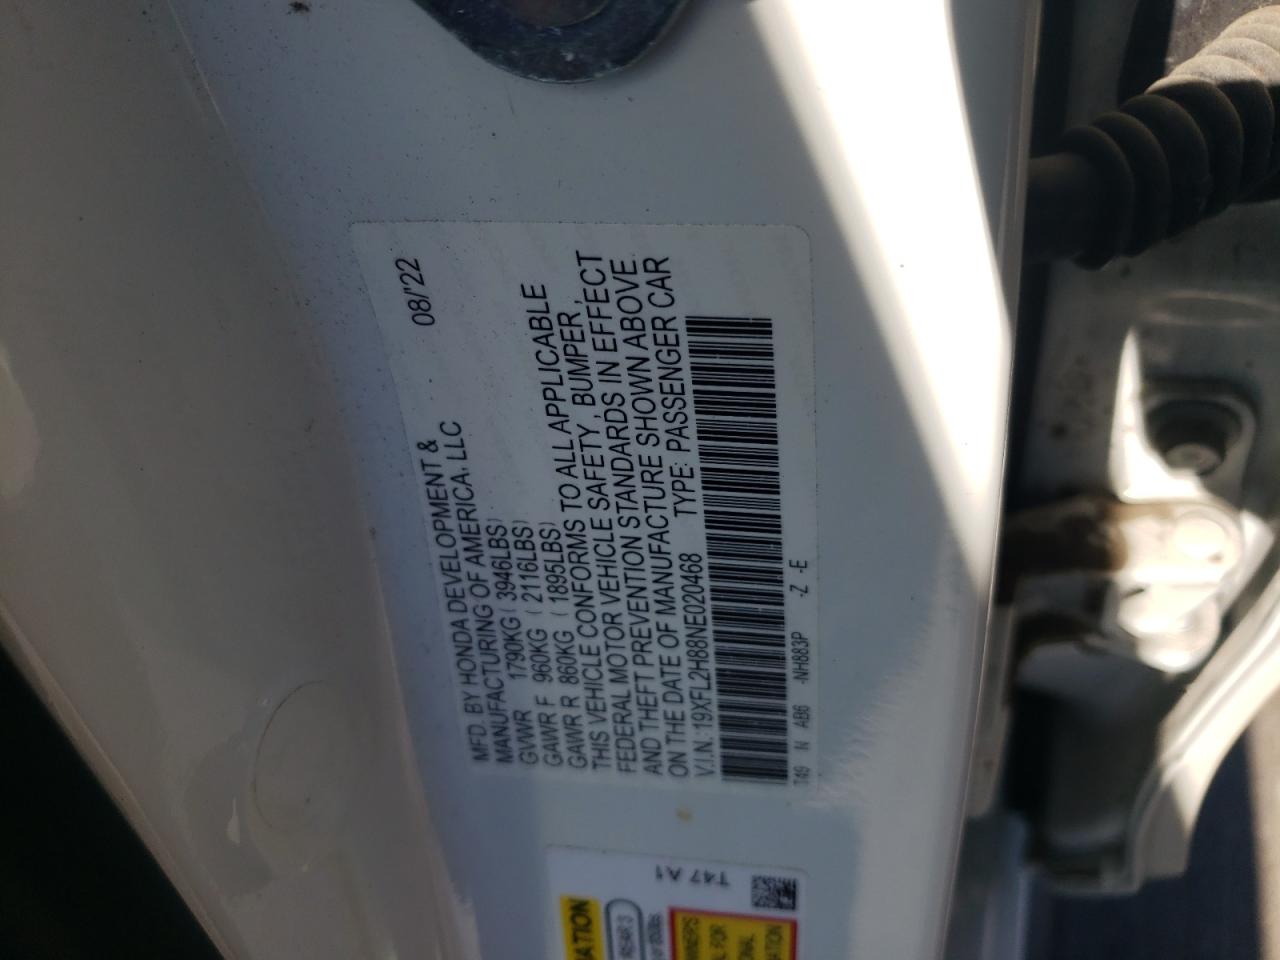 MFD. BY HONDA DEVELOPMENT & 08/'22
MANUFACTURING OF AMERICA, LLC
GVWR 1790KG ( 3946LBS)
GAWR F 960KG ( 2116LBS)
GAWR R 860KG ( 1895LBS)
THIS VEHICLE CONFORMS TO ALL APPLICABLE
FEDERAL MOTOR VEHICLE SAFETY, BUMPER,
AND THEFT PREVENTION STANDARDS IN EFFECT
ON THE DATE OF MANUFACTURE SHOWN ABOVE.
V.I.N.:19XFL2H88NE020468 TYPE: PASSENGER CAR
T49 N AB6 -NH883P -Z -E
T47 A1
REAR 3